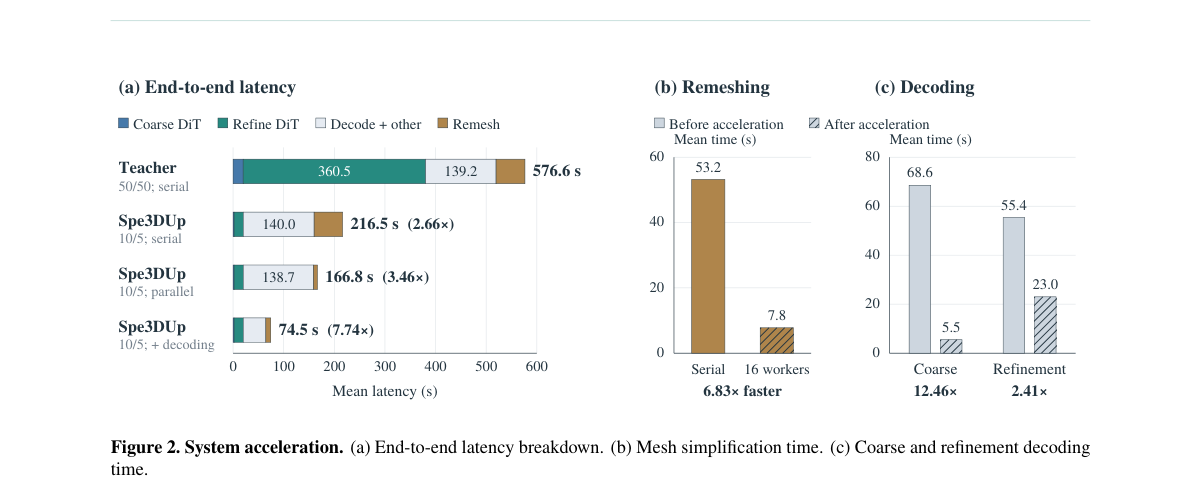 (a) End-to-end latency
Coarse DiT Refine DiT Decode + other Remesh
Teacher
50/50; serial
360.5 139.2 576.6 s
Spe3DUp
10/5; serial
140.0 216.5 s (2.66×)
Spe3DUp
10/5; parallel
138.7 166.8 s (3.46×)
Spe3DUp
10/5; + decoding
74.5 s (7.74×)
0 100 200 300 400 500 600
Mean latency (s)
(b) Remeshing
Before acceleration After acceleration
Mean time (s)
60
40
20
0
53.2
7.8
Serial 16 workers
6.83× faster
(c) Decoding
Mean time (s)
80
60
40
20
0
68.6
5.5
55.4
23.0
Coarse Refinement
12.46× 2.41×
Figure 2. System acceleration. (a) End-to-end latency breakdown. (b) Mesh simplification time. (c) Coarse and refinement decoding
time.